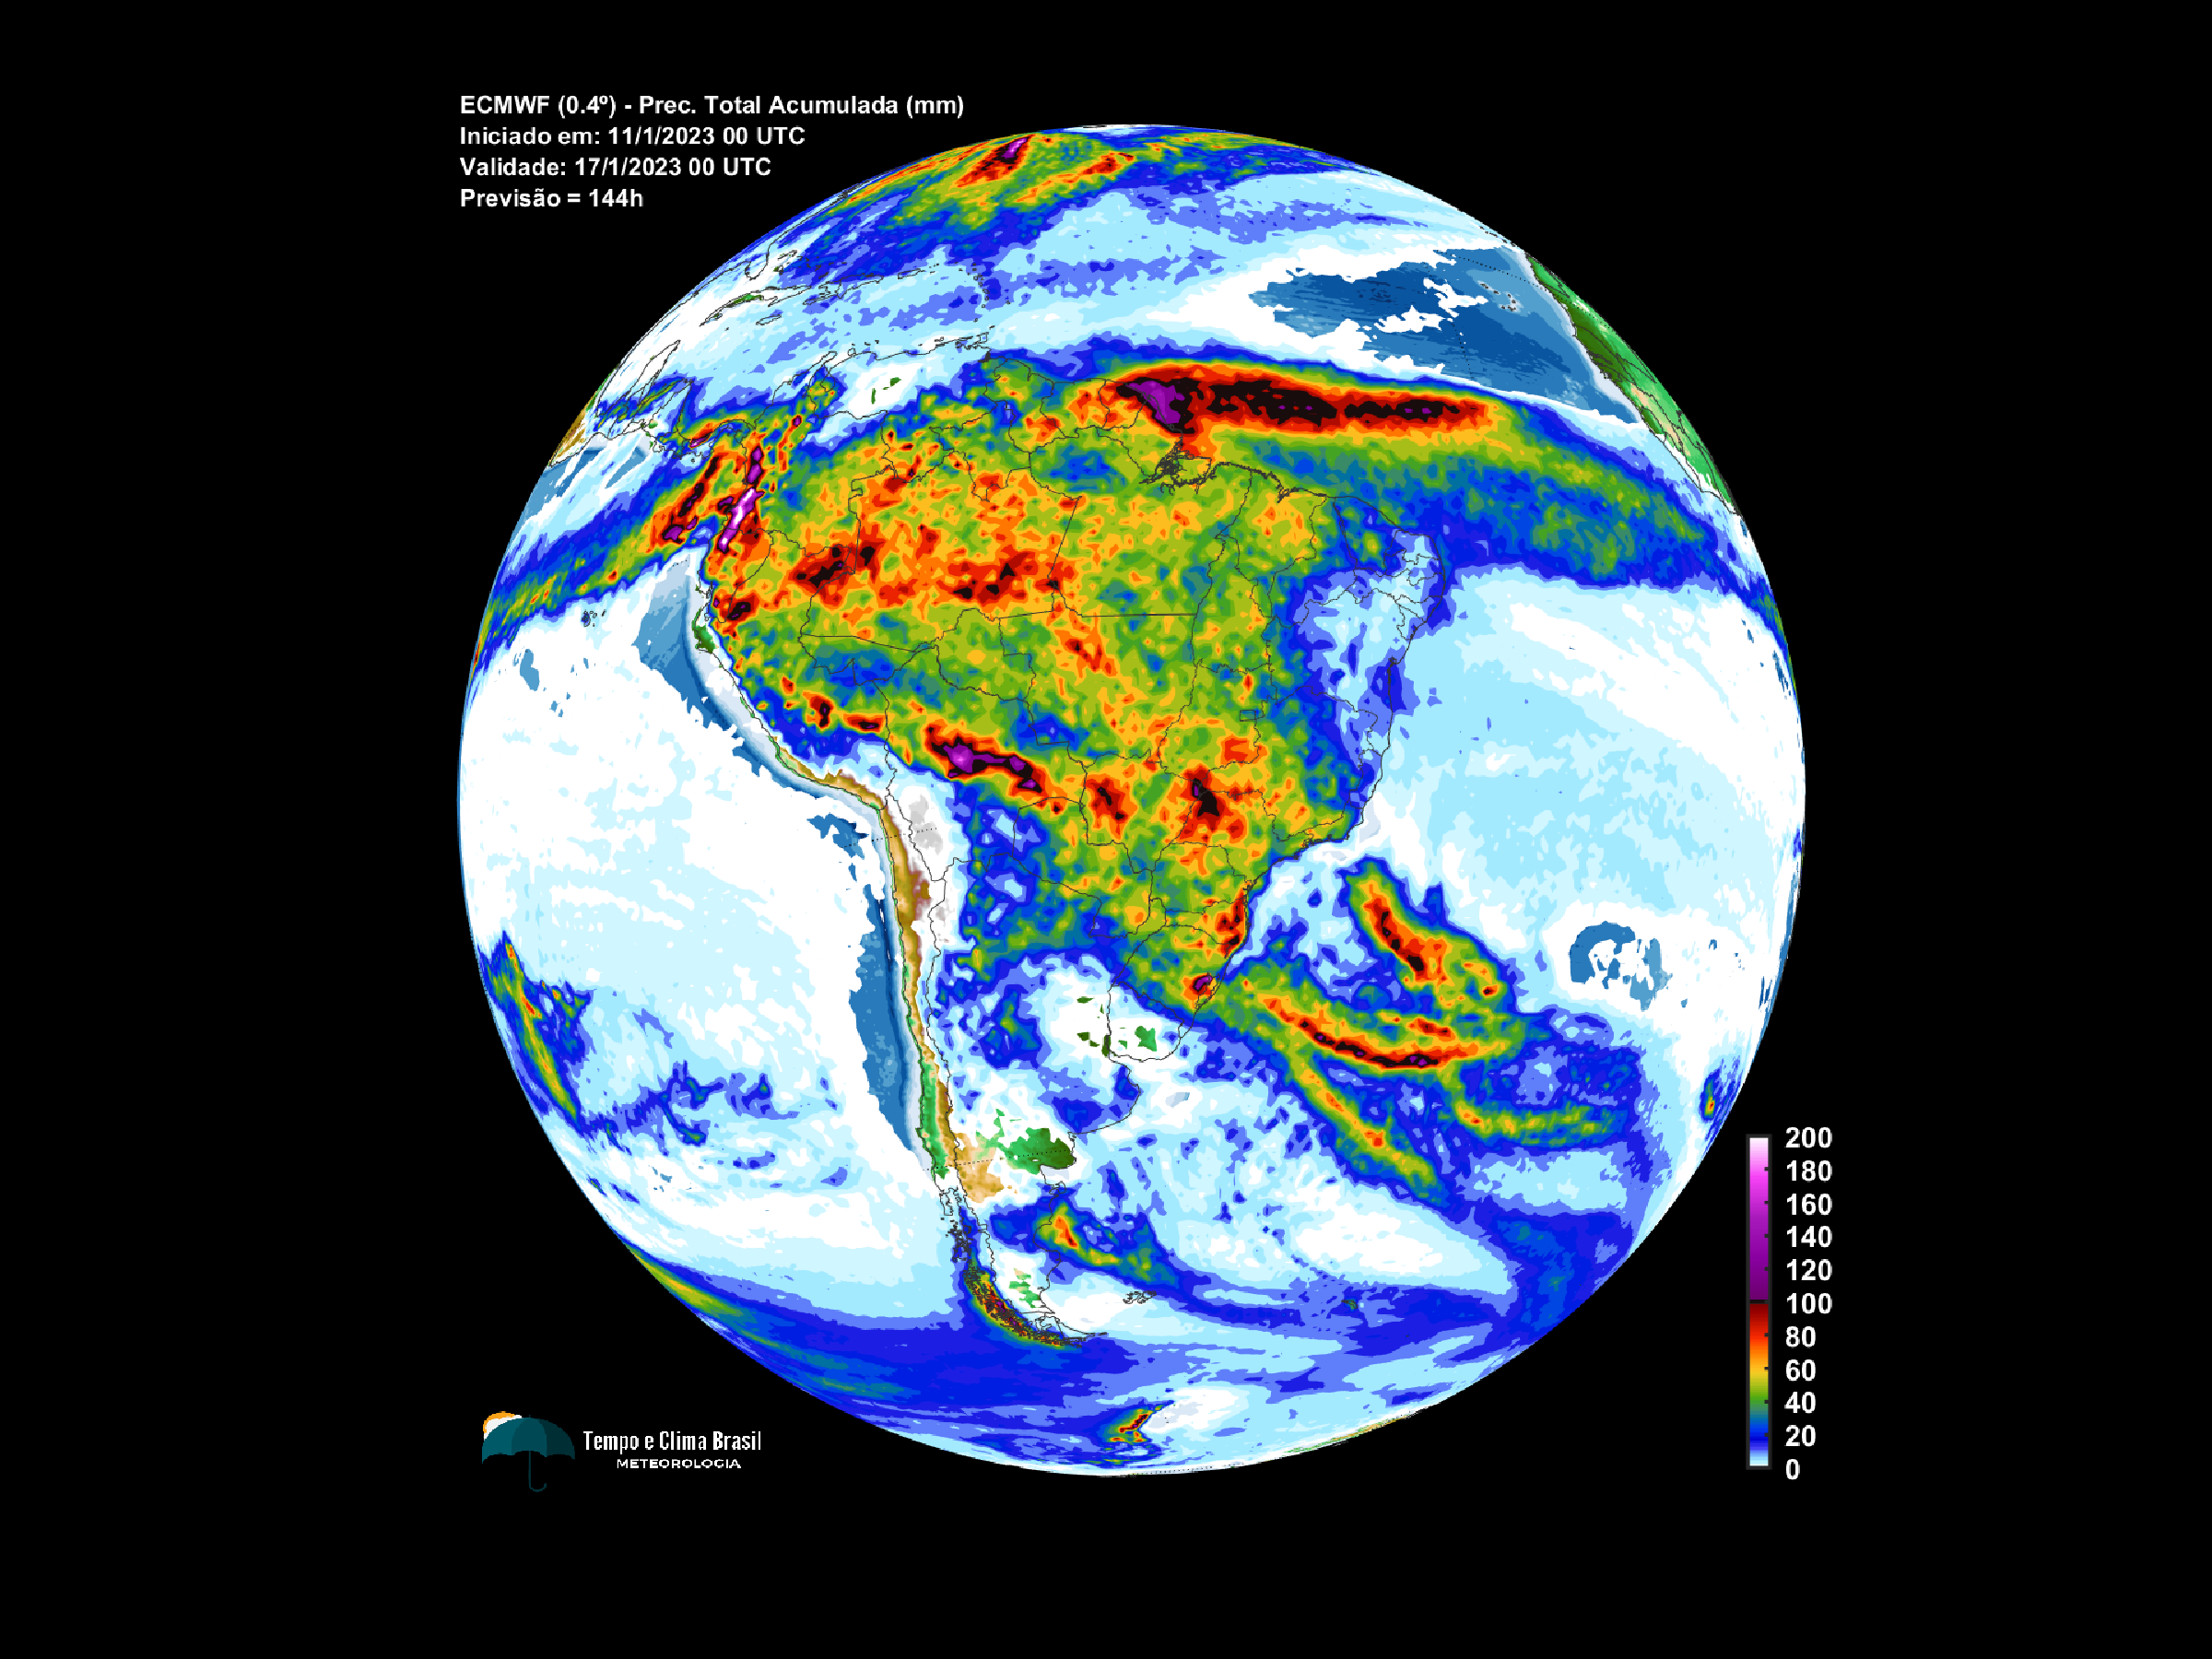 ECMWF (0.4º) - Prec. Total Acumulada (mm)
Iniciado em: 11/1/2023 00 UTC
Validade: 17/1/2023 00 UTC
Previsão = 144h
200
180
160
140
120
100
80
60
40
20
0
Tempo e Clima Brasil
METEOROLOGIA